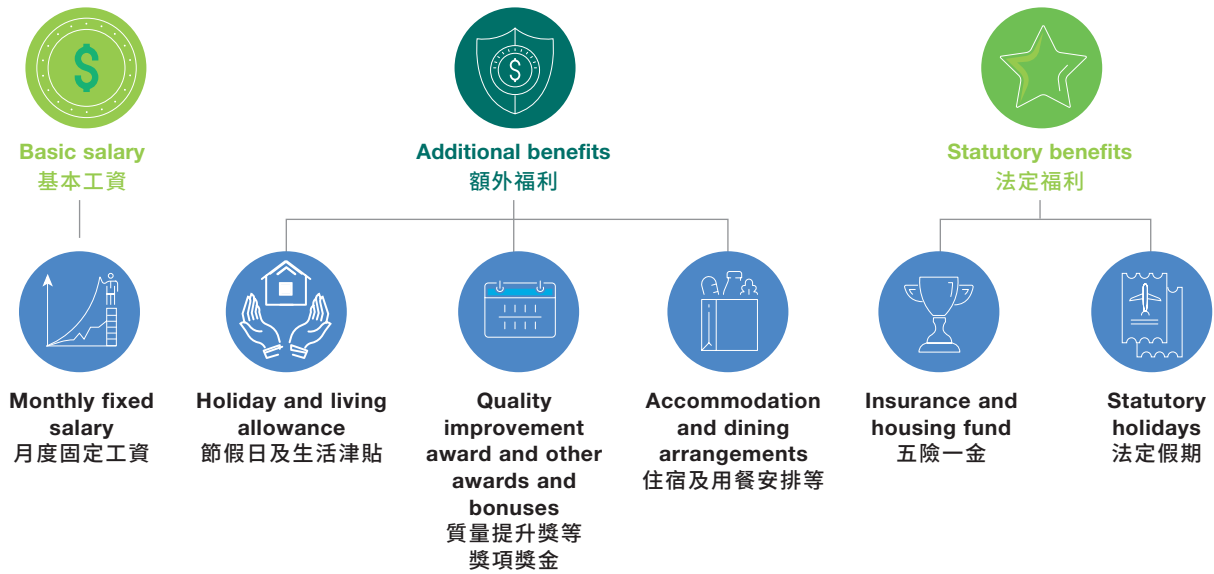 $
Basic salary
基本工資
$
Additional benefits
額外福利
Statutory benefits
法定福利
Monthly fixed
salary
月度固定工資
Holiday and living
allowance
節假日及生活津貼
Quality
improvement
award and other
awards and
bonuses
質量提升獎等
獎項獎金
Accommodation
and dining
arrangements
住宿及用餐安排等
Insurance and
housing fund
五險一金
Statutory
holidays
法定假期